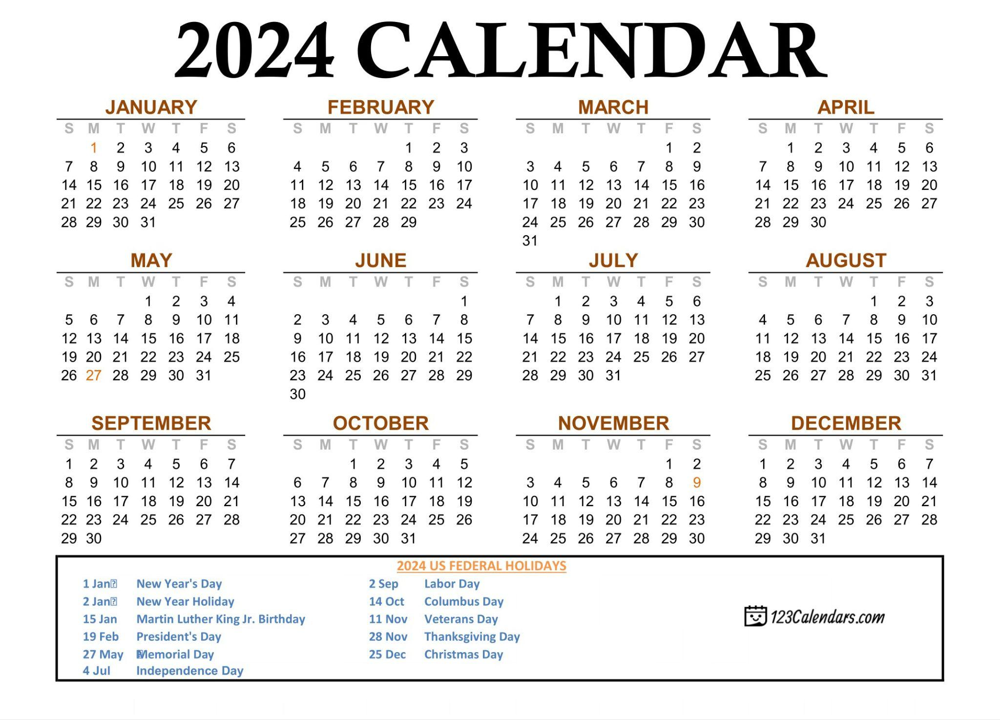 2024 CALENDAR
JANUARY FEBRUARY MARCH APRIL
S M T W T F S S M T W T F S S M T W T F S S M T W T F S
1 2 3 4 5 6 1 2 3 1 2 1 2 3 4 5 6
7 8 9 10 11 12 13 4 5 6 7 8 9 10 3 4 5 6 7 8 9 7 8 9 10 11 12 13
14 15 16 17 18 19 20 11 12 13 14 15 16 17 10 11 12 13 14 15 16 14 15 16 17 18 19 20
21 22 23 24 25 26 27 18 19 20 21 22 23 24 17 18 19 20 21 22 23 21 22 23 24 25 26 27
28 29 30 31 25 26 27 28 29 24 25 26 27 28 29 30 28 29 30
31
MAY JUNE JULY AUGUST
S M T W T F S S M T W T F S S M T W T F S S M T W T F S
1 2 3 4 1 1 2 3 4 5 6 1 2 3
5 6 7 8 9 10 11 2 3 4 5 6 7 8 7 8 9 10 11 12 13 4 5 6 7 8 9 10
12 13 14 15 16 17 18 9 10 11 12 13 14 15 14 15 16 17 18 19 20 11 12 13 14 15 16 17
19 20 21 22 23 24 25 16 17 18 19 20 21 22 21 22 23 24 25 26 27 18 19 20 21 22 23 24
26 27 28 29 30 31 23 24 25 26 27 28 29 28 29 30 31 25 26 27 28 29 30 31
30
SEPTEMBER OCTOBER NOVEMBER DECEMBER
S M T W T F S S M T W T F S S M T W T F S S M T W T F S
1 2 3 4 5 6 7 1 2 3 4 5 1 2 1 2 3 4 5 6 7
8 9 10 11 12 13 14 6 7 8 9 10 11 12 3 4 5 6 7 8 9 8 9 10 11 12 13 14
15 16 17 18 19 20 21 13 14 15 16 17 18 19 10 11 12 13 14 15 16 15 16 17 18 19 20 21
22 23 24 25 26 27 28 20 21 22 23 24 25 26 17 18 19 20 21 22 23 22 23 24 25 26 27 28
29 30 27 28 29 30 31 24 25 26 27 28 29 30 29 30 31
2024 US FEDERAL HOLIDAYS
1 Jan New Year's Day 2 Sep Labor Day
2 Jan New Year Holiday 14 Oct Columbus Day
15 Jan Martin Luther King Jr. Birthday 11 Nov Veterans Day
19 Feb President's Day 28 Nov Thanksgiving Day
27 May Memorial Day 25 Dec Christmas Day
4 Jul Independence Day
123Calendars.com